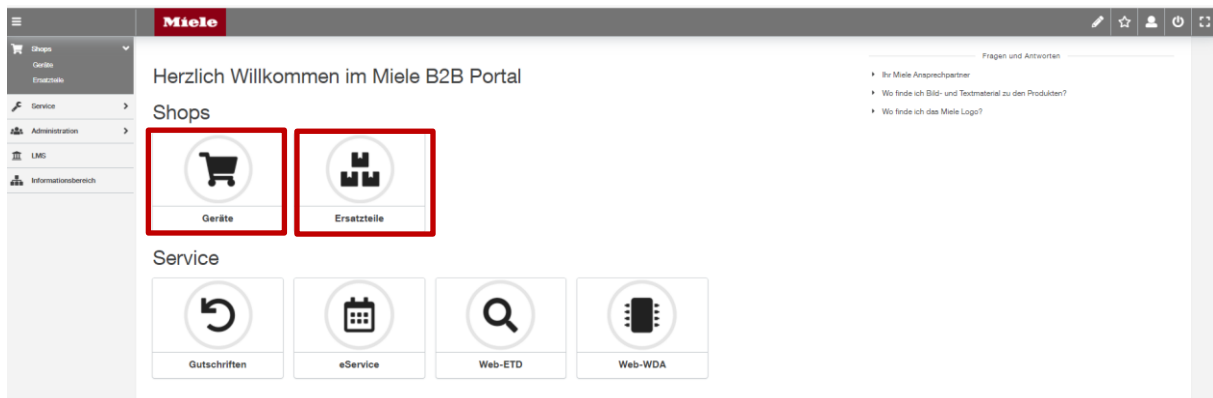 Miele
Shops
Geräte
Ersatzteile
Service
Administration
LMS
Informationsbereich
Herzlich Willkommen im Miele B2B Portal
Shops
Geräte
Ersatzteile
Service
Gutschriften
eService
Web-ETD
Web-WDA
Fragen und Antworten
Ihr Miele Ansprechpartner
Wo finde ich Bild- und Textmaterial zu den Produkten?
Wo finde ich das Miele Logo?